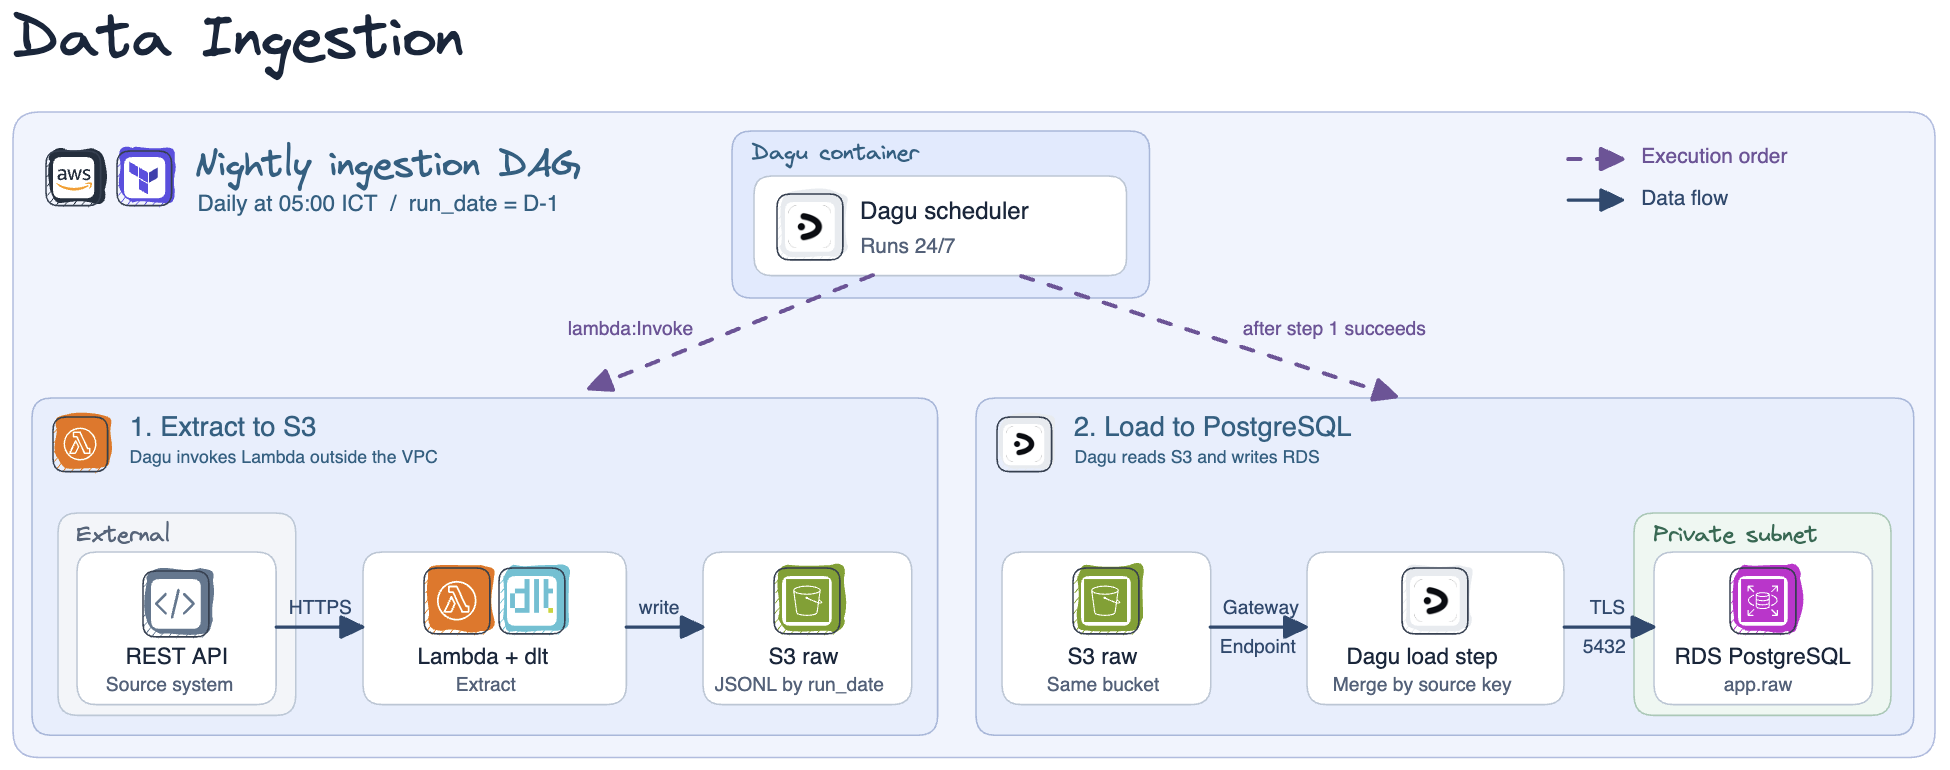 Data Ingestion
aws
Nightly ingestion DAG
Daily at 05:00 ICT / run_date = D-1
Dagu container
Dagu scheduler
Runs 24/7
Execution order
Data flow
lambda:Invoke
after step 1 succeeds
1. Extract to S3
Dagu invokes Lambda outside the VPC
External
REST API
Source system
HTTPS
dlt
Lambda + dlt
Extract
write
S3 raw
JSONL by run_date
2. Load to PostgreSQL
Dagu reads S3 and writes RDS
S3 raw
Same bucket
Gateway
Endpoint
Dagu load step
Merge by source key
TLS
5432
Private subnet
RDS PostgreSQL
app.raw